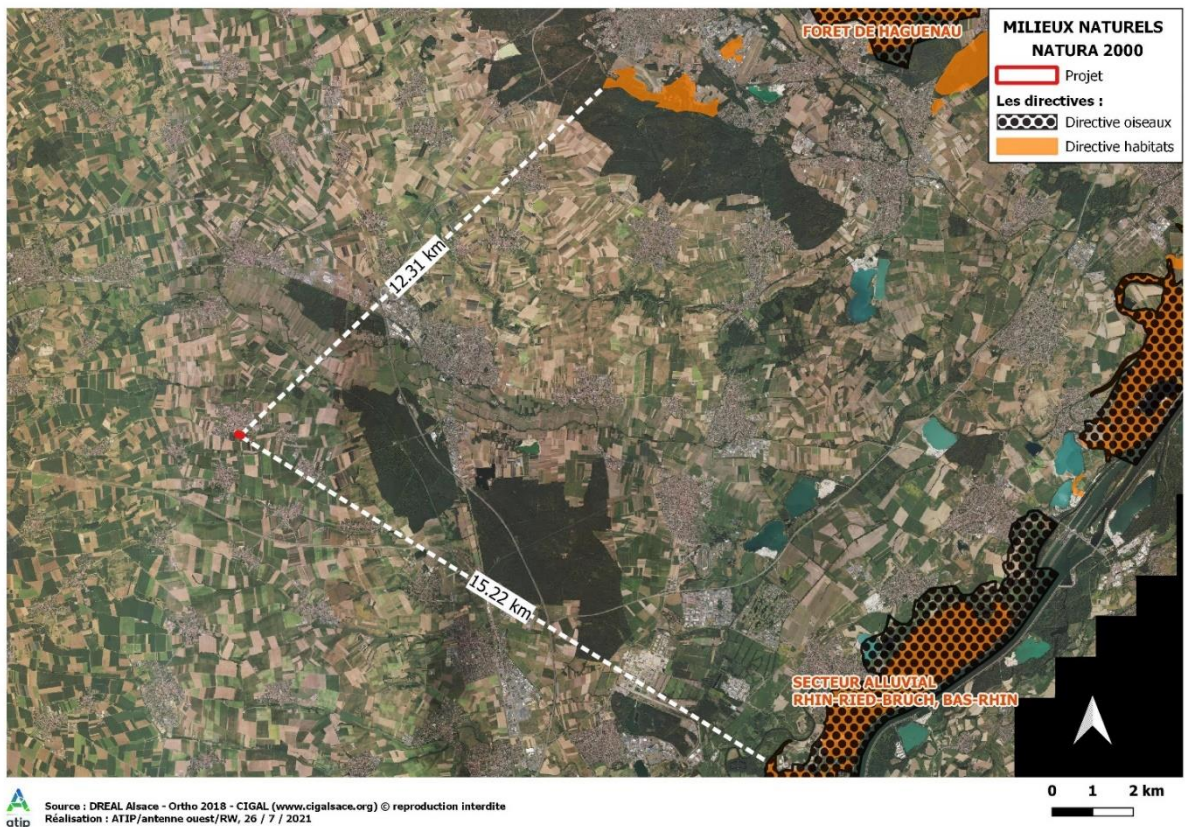 FORET DE HAGUENAU
MILIEUX NATURELS
NATURA 2000
Projet
Les directives :
Directive oiseaux
Directive habitats
12.31 km
15.22 km
SECTEUR ALLUVIAL
RHIN-RIED-BRUCH, BAS-RHIN
0 1 2 km
atip
Source : DREAL Alsace - Ortho 2018 - CIGAL (www.cigalsace.org) © reproduction interdite
Réalisation : ATIP/antenne ouest/RW, 26 / 7 / 2021